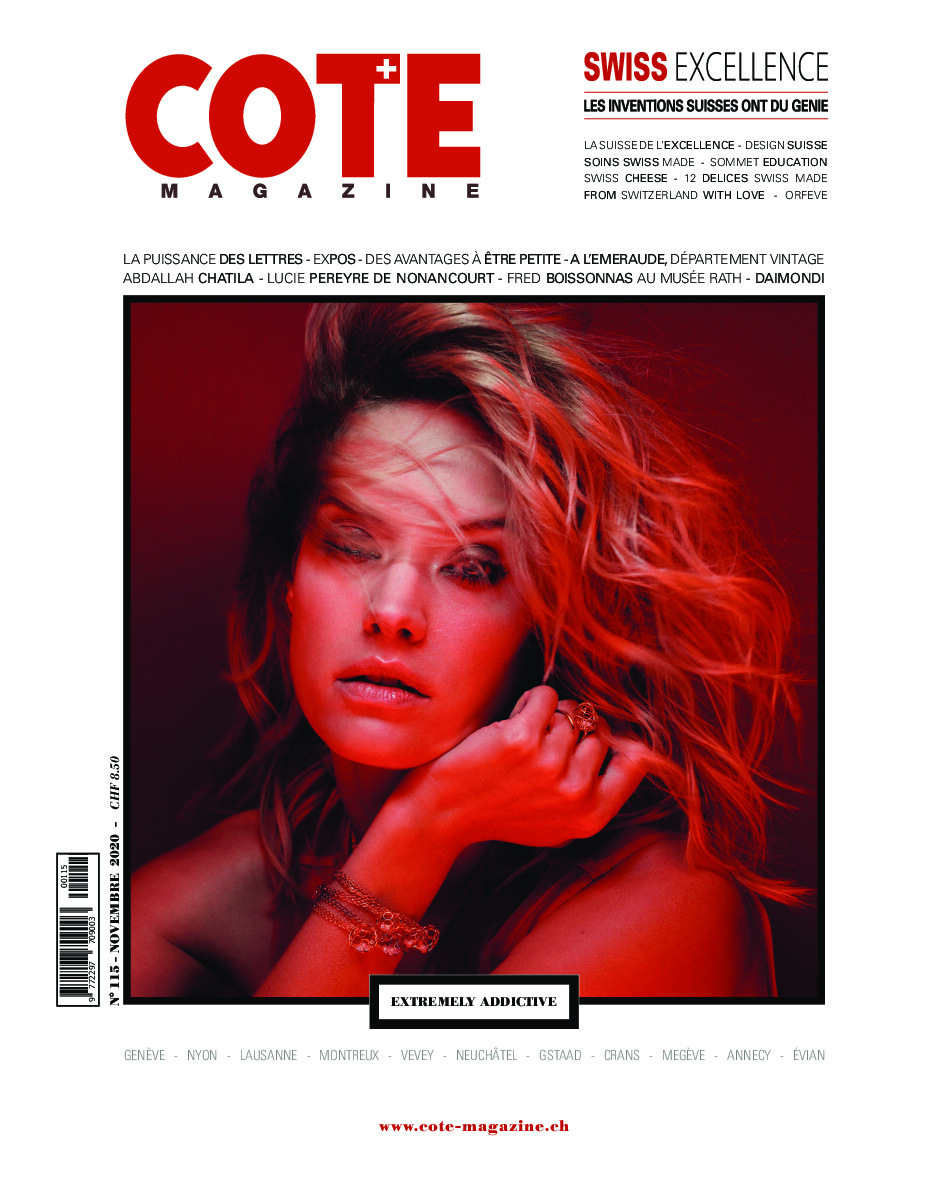 COTE
MAGAZINE
SWISS EXCELLENCE
LES INVENTIONS SUISSES ONT DU GENIE
LA SUISSE DE L'EXCELLENCE - DESIGN SUISSE
SOINS SWISS MADE - SOMMET EDUCATION
SWISS CHEESE - 12 DELICES SWISS MADE
FROM SWITZERLAND WITH LOVE - ORFEVE
LA PUISSANCE DES LETTRES - EXPOS - DES AVANTAGES À ÊTRE PETITE - A L'EMERAUDE, DÉPARTEMENT VINTAGE
ABDALLAH CHATILA - LUCIE PEREYRE DE NONANCOURT - FRED BOISSONNAS AU MUSÉE RATH - DAIMONDI
N° 115 - NOVEMBRE 2020 - CHF 8.50
00115
9 772297 709003
EXTREMELY ADDICTIVE
GENÈVE - NYON - LAUSANNE - MONTREUX - VEVEY - NEUCHÂTEL - GSTAAD - CRANS - MEGÈVE - ANNECY - ÉVIAN
www.cote-magazine.ch